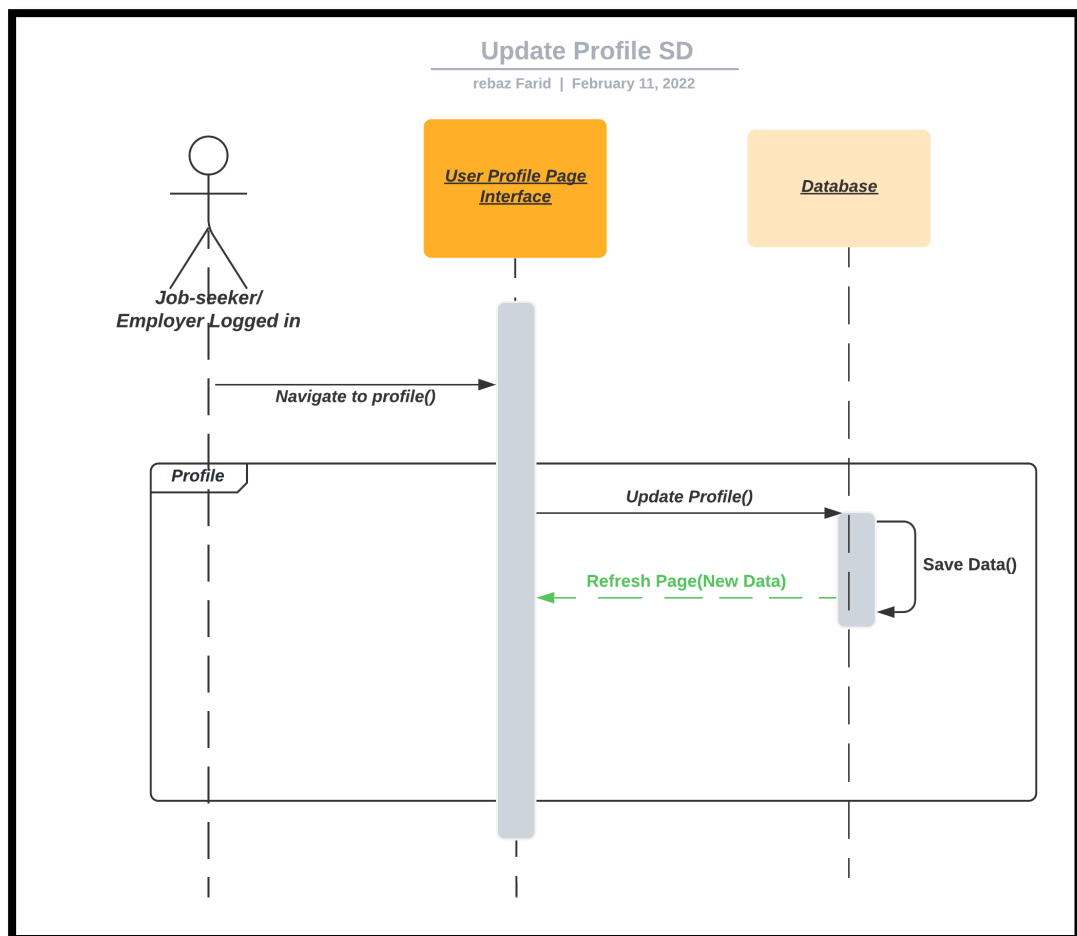 Update Profile SD
rebaz Farid | February 11, 2022
User Profile Page
Interface
Database
Job-seeker/
Employer Logged in
Navigate to profile()
Profile
Update Profile()
Save Data()
Refresh Page(New Data)